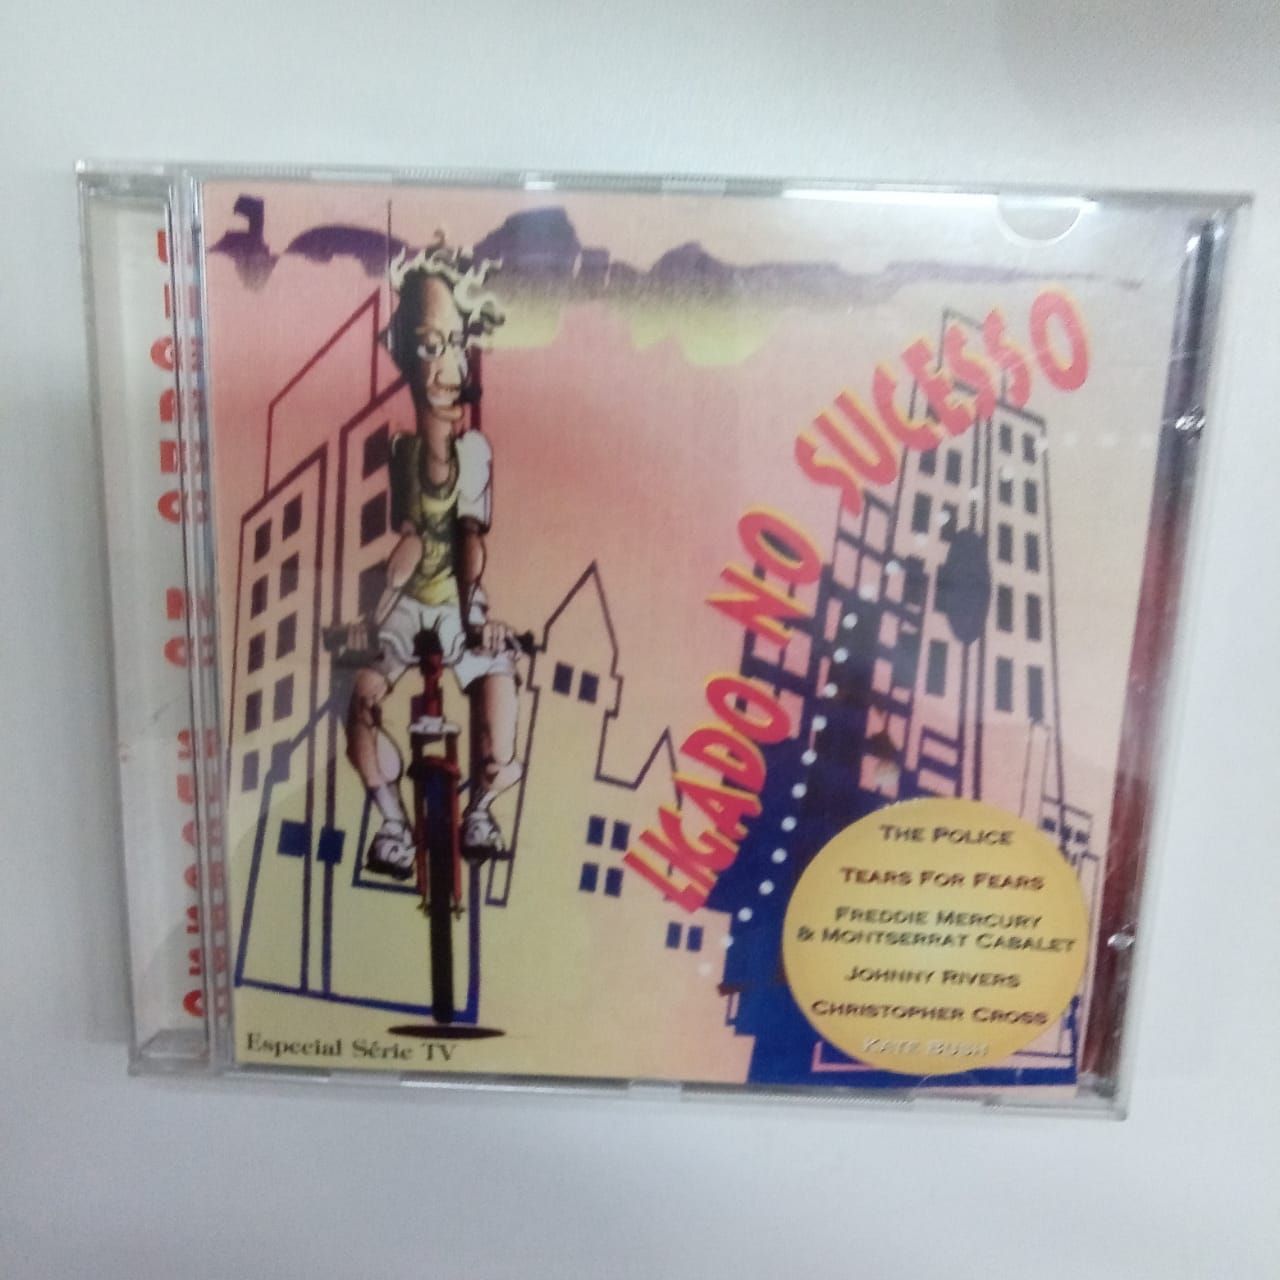 LIGADO NO SUCESSO
THE POLICE
TEARS FOR FEARS
FREDDIE MERCURY
& MONTSERRAT CABALET
JOHNNY RIVERS
CHRISTOPHER CROSS
KATE BUSH
Especial Série TV